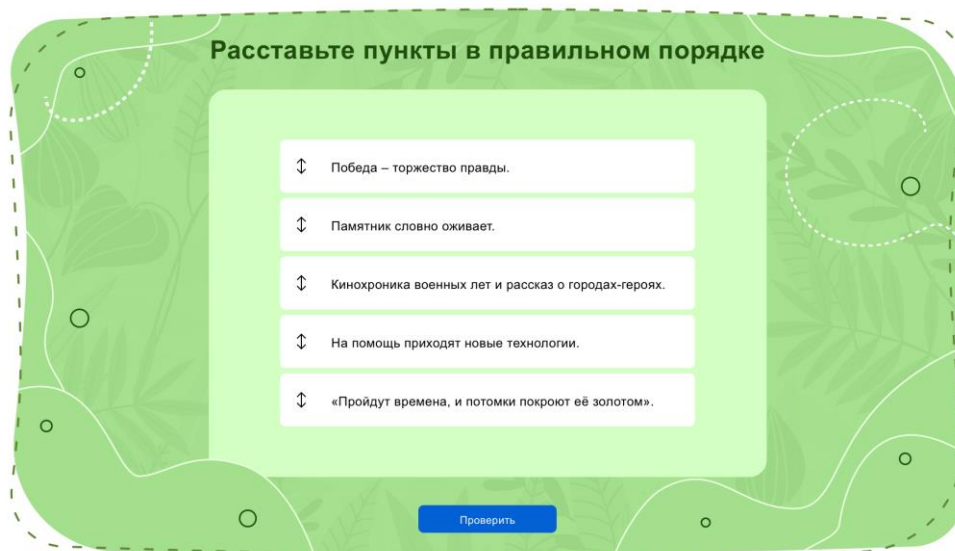 Расставьте пункты в правильном порядке
Победа – торжество правды.
Памятник словно оживает.
Кинохроника военных лет и рассказ о городах-героях.
На помощь приходят новые технологии.
«Пройдут времена, и потомки покроют её золотом».
Проверить